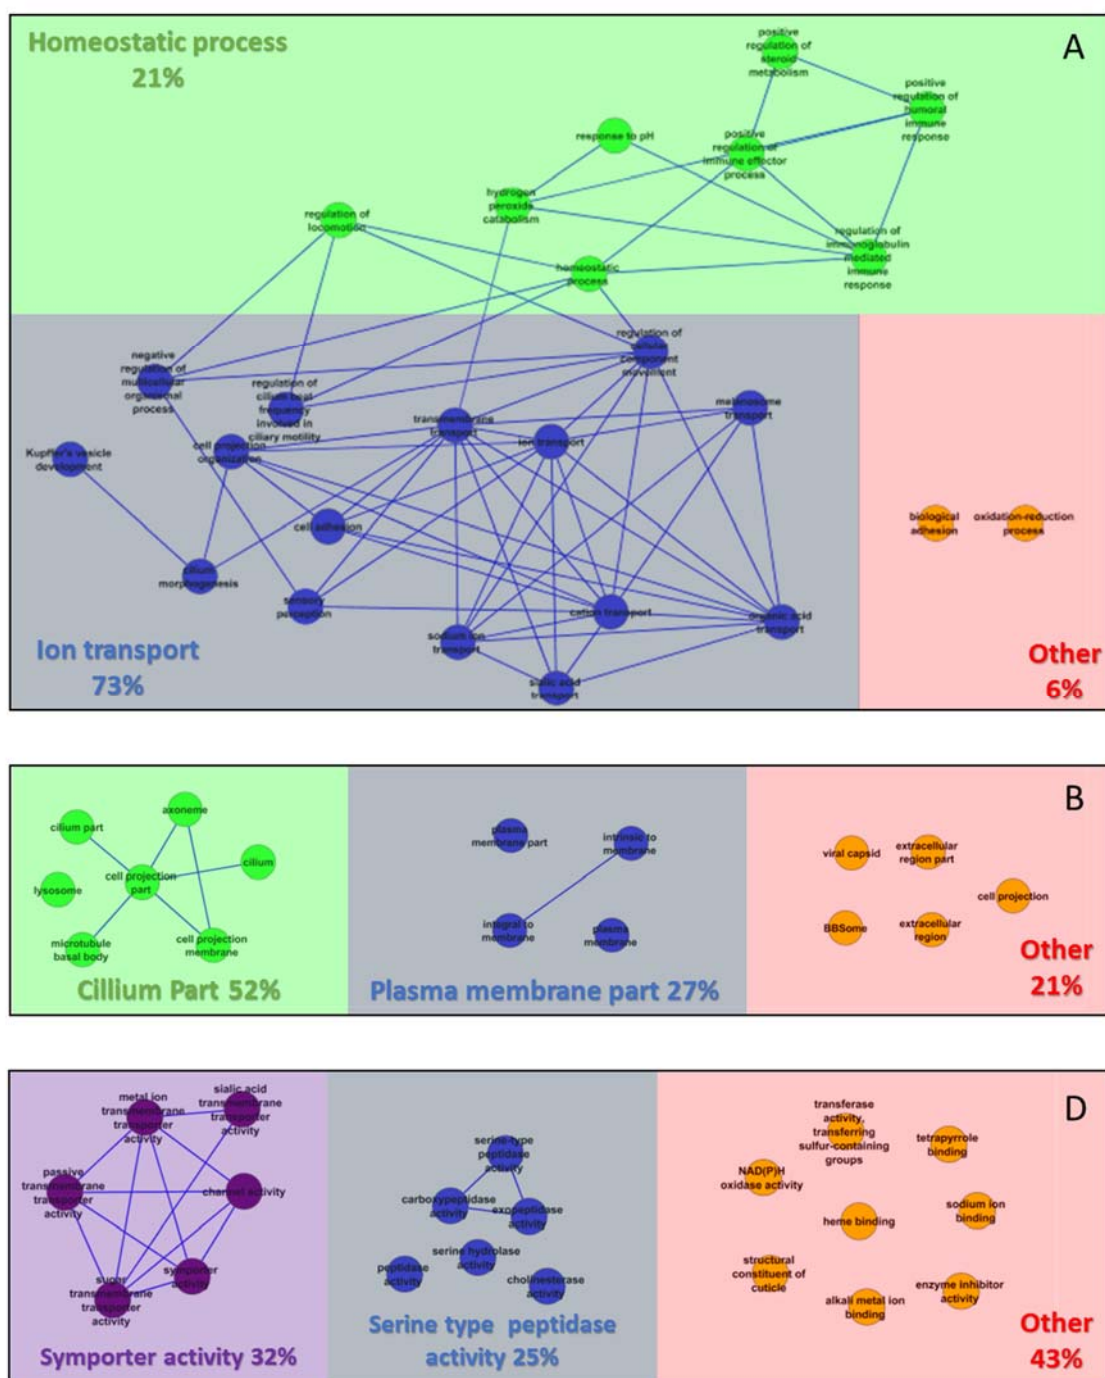 Homeostatic process
21%
A
positive
regulation of
steroid
metabolism
positive
regulation of
humoral
immune
response
response to pH
positive
regulation of
immune effector
process
hydrogen
peroxide
catabolism
regulation of
locomotion
regulation of
immonoglobulin
mediated
immune
response
homeostatic
process
regulation of
cellular
component
movement
negative
regulation of
multicellular
organismal
process
regulation of
cilium beat
frequency
involved in
ciliary motility
melanosome
transport
transmembrane
transport
ion transport
Kupffer's vesicle
development
cell projection
organization
cell adhesion
biological
adhesion
oxidation-reduction
process
cilium
morphogenesis
sensory
perception
cation transport
organic acid
transport
sodium ion
transport
sialic acid
transport
Ion transport
73%
Other
6%
B
cilium part
axoneme
cilium
cell projection
part
lysosome
microtubule
basal body
cell projection
membrane
Cillium Part 52%
plasma
membrane part
intrinsic to
membrane
integral to
membrane
plasma
membrane
Plasma membrane part 27%
viral capsid
extracellular
region part
cell projection
BBSome
extracellular
region
Other
21%
D
metal ion
transmembrane
transporter
activity
sialic acid
transmembrane
transporter
activity
passive
transmembrane
transporter
activity
channel activity
symporter
activity
sugar
transmembrane
transporter
activity
Symporter activity 32%
serine-type
peptidase
activity
carboxypeptidase
activity
exopeptidase
activity
serine hydrolase
activity
peptidase
activity
cholinesterase
activity
Serine type peptidase
activity 25%
transferase
activity,
transferring
sulfur-containing
groups
tetrapyrrole
binding
NAD(P)H
oxidase activity
heme binding
sodium ion
binding
structural
constituent of
cuticle
alkali metal ion
binding
enzyme inhibitor
activity
Other
43%